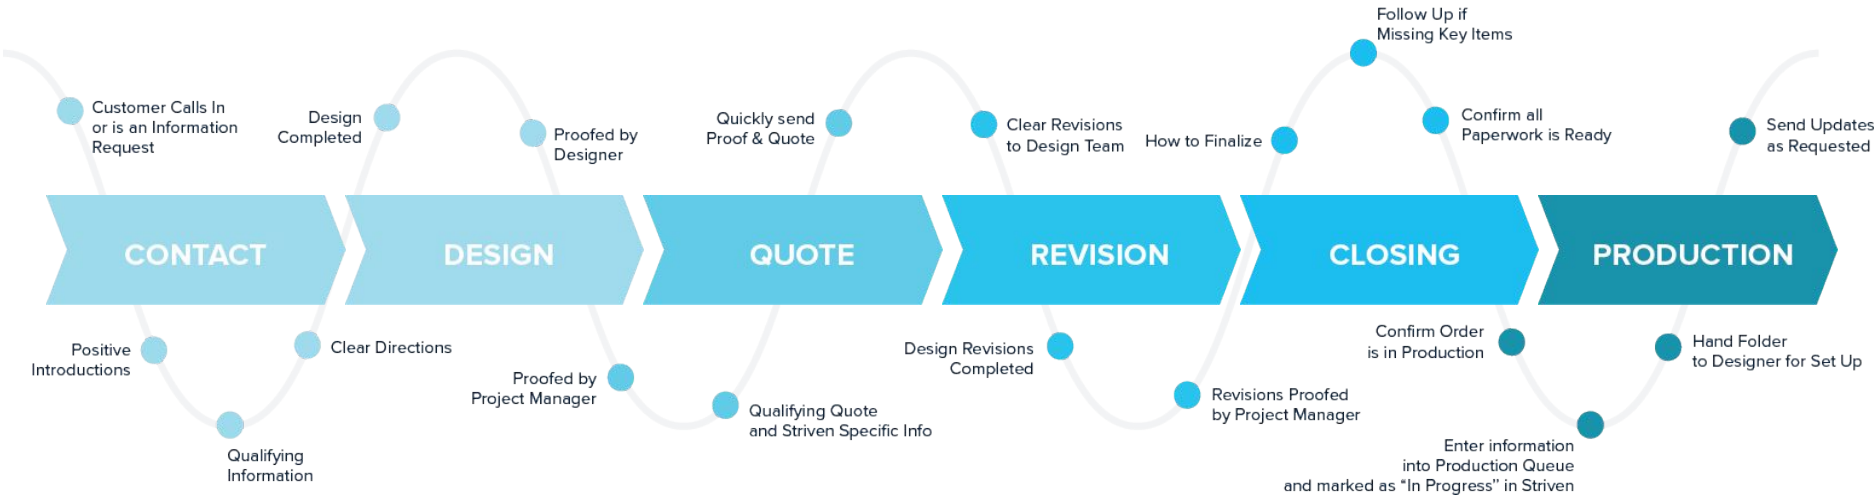 Follow Up if
Missing Key Items
Customer Calls In
or is an Information
Request
Design
Completed
Proofed by
Designer
Quickly send
Proof & Quote
Clear Revisions
to Design Team
How to Finalize
Confirm all
Paperwork is Ready
Send Updates
as Requested
CONTACT
DESIGN
QUOTE
REVISION
CLOSING
PRODUCTION
Positive
Introductions
Qualifying
Information
Clear Directions
Proofed by
Project Manager
Qualifying Quote
and Striven Specific Info
Design Revisions
Completed
Revisions Proofed
by Project Manager
Confirm Order
is in Production
Enter information
into Production Queue
and marked as “In Progress” in Striven
Hand Folder
to Designer for Set Up